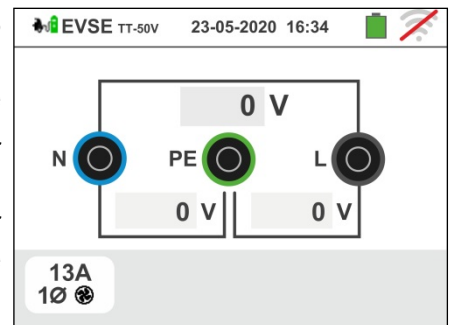 EVSE TT-50V 23-05-2020 16:34
0 V
N PE L
0 V 0 V
13A
1Ø